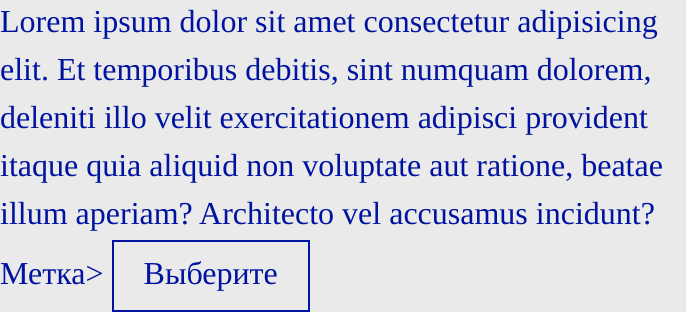 Lorem ipsum dolor sit amet consectetur adipisicing
elit. Et temporibus debitis, sint numquam dolorem,
deleniti illo velit exercitationem adipisci provident
itaque quia aliquid non voluptate aut ratione, beatae
illum aperiam? Architecto vel accusamus incidunt?
Метка> Выберите